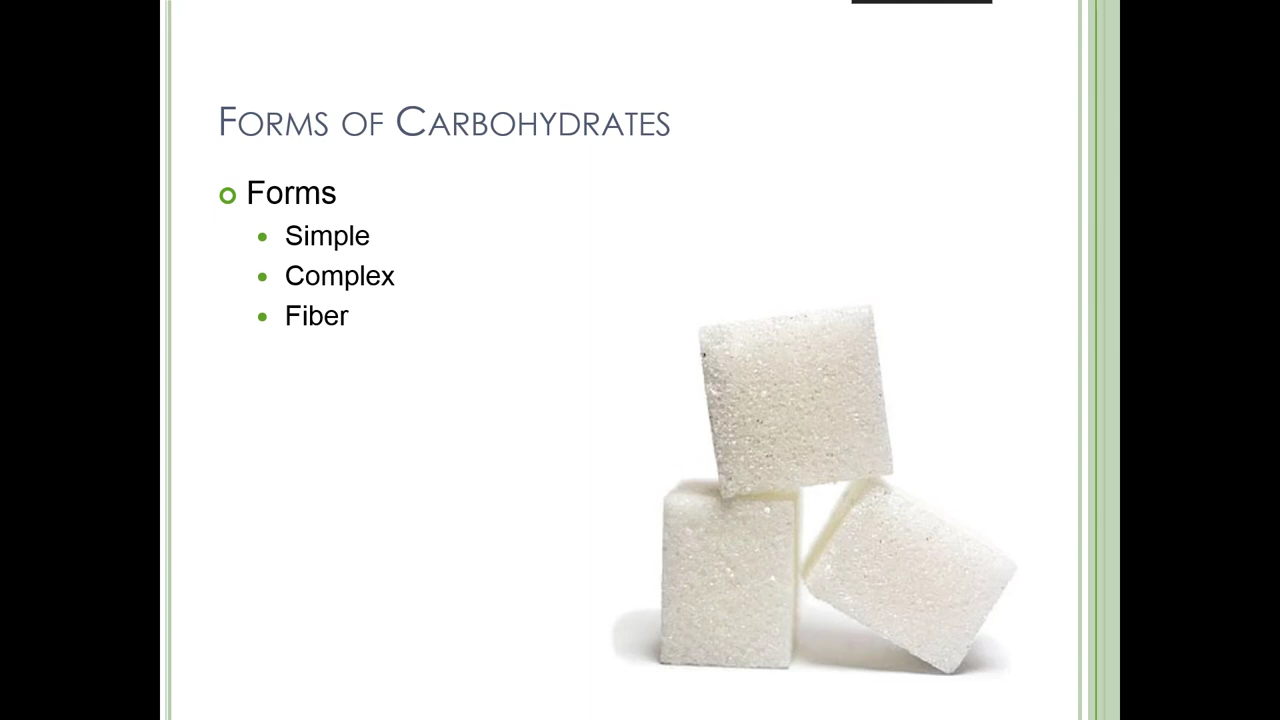 Forms of Carbohydrates
Forms
Simple
Complex
Fiber